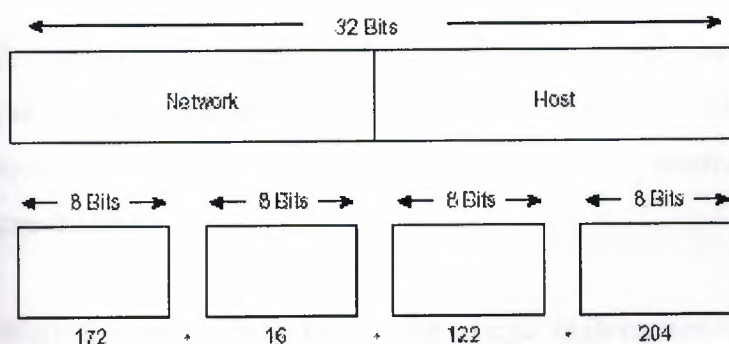 32 Bits
Network Host
8 Bits 8 Bits 8 Bits 8 Bits
172 . 16 . 122 . 204